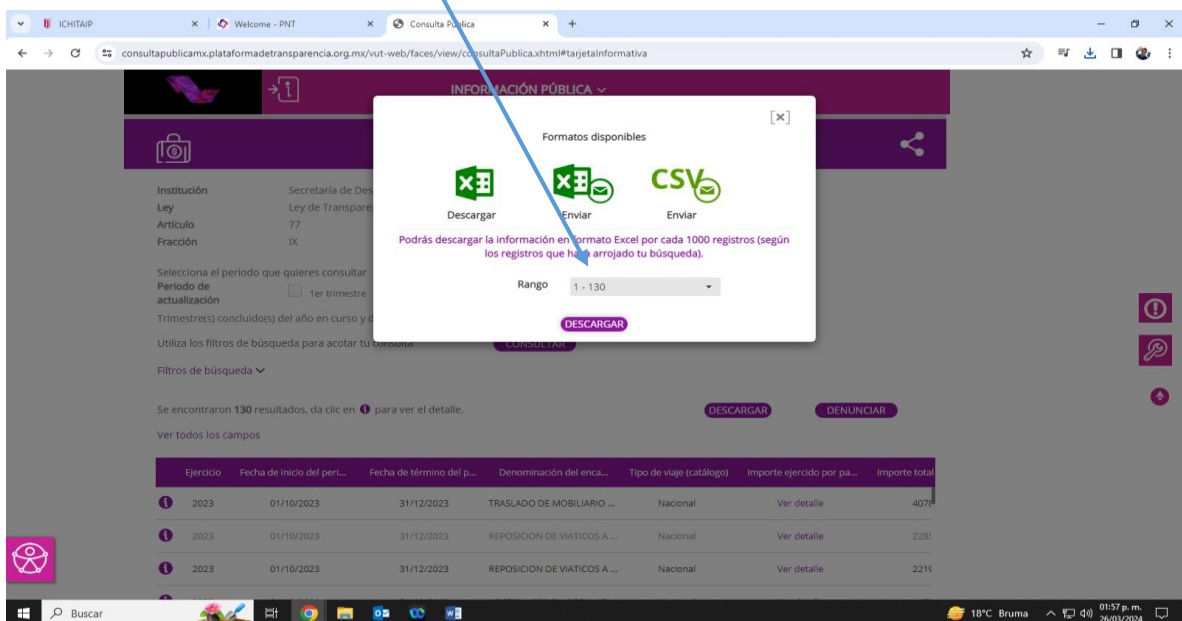 ICHITAIP
Welcome - PNT
Consulta Pública
consultapublicamx.plataformadetransparencia.org.mx/vut-web/faces/view/consultaPublica.xhtml#tarjetaInformativa
INFORMACIÓN PÚBLICA
[×]
Formatos disponibles
CSV
Descargar Enviar Enviar
Podrás descargar la información en formato Excel por cada 1000 registros (según
los registros que haya arrojado tu búsqueda).
Rango 1 - 130
DESCARGAR
Institución Secretaría de Des
Ley Ley de Transpare
Artículo 77
Fracción IX
Selecciona el periodo que quieres consultar
Periodo de
actualización
1er trimestre
Trimestre(s) concluido(s) del año en curso y d
Utiliza los filtros de búsqueda para acotar tu consulta CONSULTAR
Filtros de búsqueda
Se encontraron 130 resultados, da clic en para ver el detalle. DESCARGAR DENUNCIAR
Ver todos los campos
Ejercicio Fecha de inicio del peri... Fecha de término del p... Denominación del enca... Tipo de viaje (catálogo) Importe ejercido por pa... Importe total
2023 01/10/2023 31/12/2023 TRASLADO DE MOBILIARIO ... Nacional Ver detalle 4078
2023 01/10/2023 31/12/2023 REPOSICION DE VIATICOS A ... Nacional Ver detalle 2285
2023 01/10/2023 31/12/2023 REPOSICION DE VIATICOS A ... Nacional Ver detalle 2219
Buscar
18°C Bruma
01:57 p. m.
26/03/2024